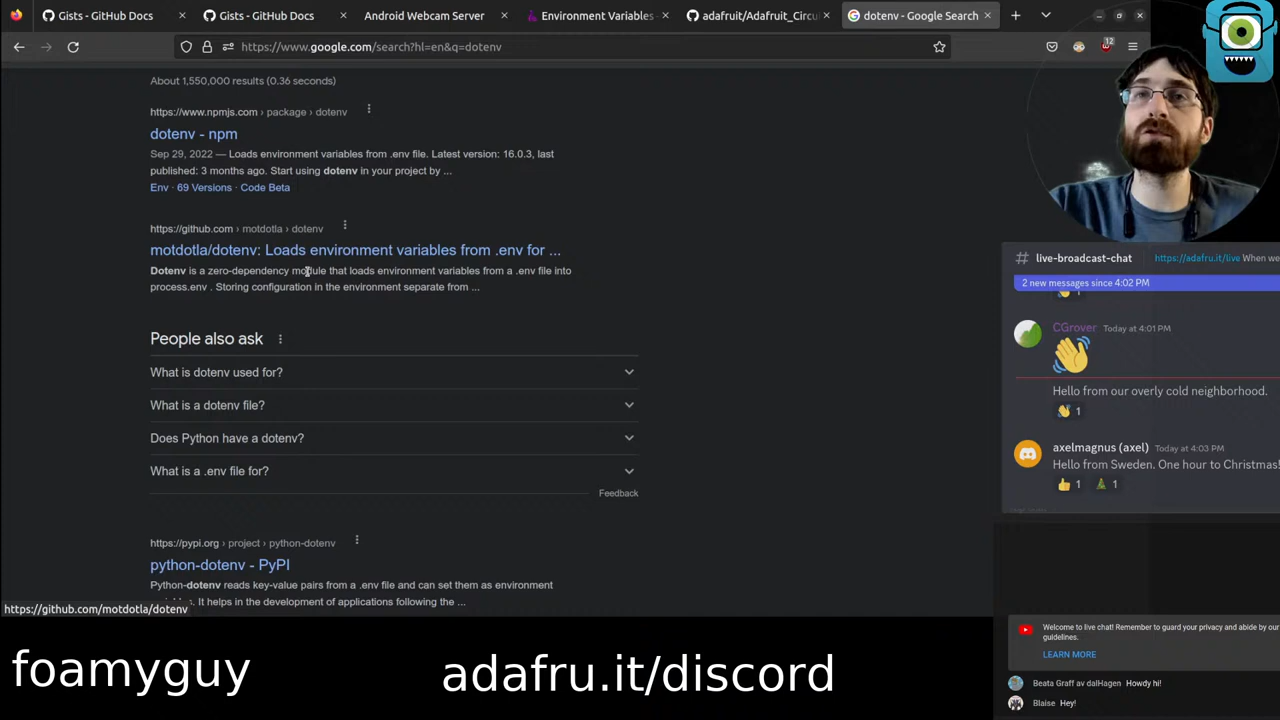 Gists - GitHub Docs
Gists - GitHub Docs
Android Webcam Server
Environment Variables
adafruit/Adafruit_Circu
dotenv - Google Search
https://www.google.com/search?hl=en&q=dotenv
12
About 1,550,000 results (0.36 seconds)
https://www.npmjs.com › package › dotenv
dotenv - npm
Sep 29, 2022 — Loads environment variables from .env file. Latest version: 16.0.3, last
published: 3 months ago. Start using dotenv in your project by ...
Env · 69 Versions · Code Beta
https://github.com › motdotla › dotenv
motdotla/dotenv: Loads environment variables from .env for ...
Dotenv is a zero-dependency module that loads environment variables from a .env file into
process.env . Storing configuration in the environment separate from ...
People also ask
What is dotenv used for?
What is a dotenv file?
Does Python have a dotenv?
What is a .env file for?
Feedback
https://pypi.org › project › python-dotenv
python-dotenv - PyPI
Python-dotenv reads key-value pairs from a .env file and can set them as environment
It helps in the development of applications following the ...
https://github.com/motdotla/dotenv
# live-broadcast-chat
https://adafru.it/live When we
2 new messages since 4:02 PM
1
CGrover Today at 4:01 PM
Hello from our overly cold neighborhood.
1
axelmagnus (axel) Today at 4:03 PM
Hello from Sweden. One hour to Christmas!
1 1
Welcome to live chat! Remember to guard your privacy and abide by our
guidelines.
LEARN MORE
Beata Graff av dalHagen Howdy hi!
Blaise Hey!
foamyguy
adafru.it/discord